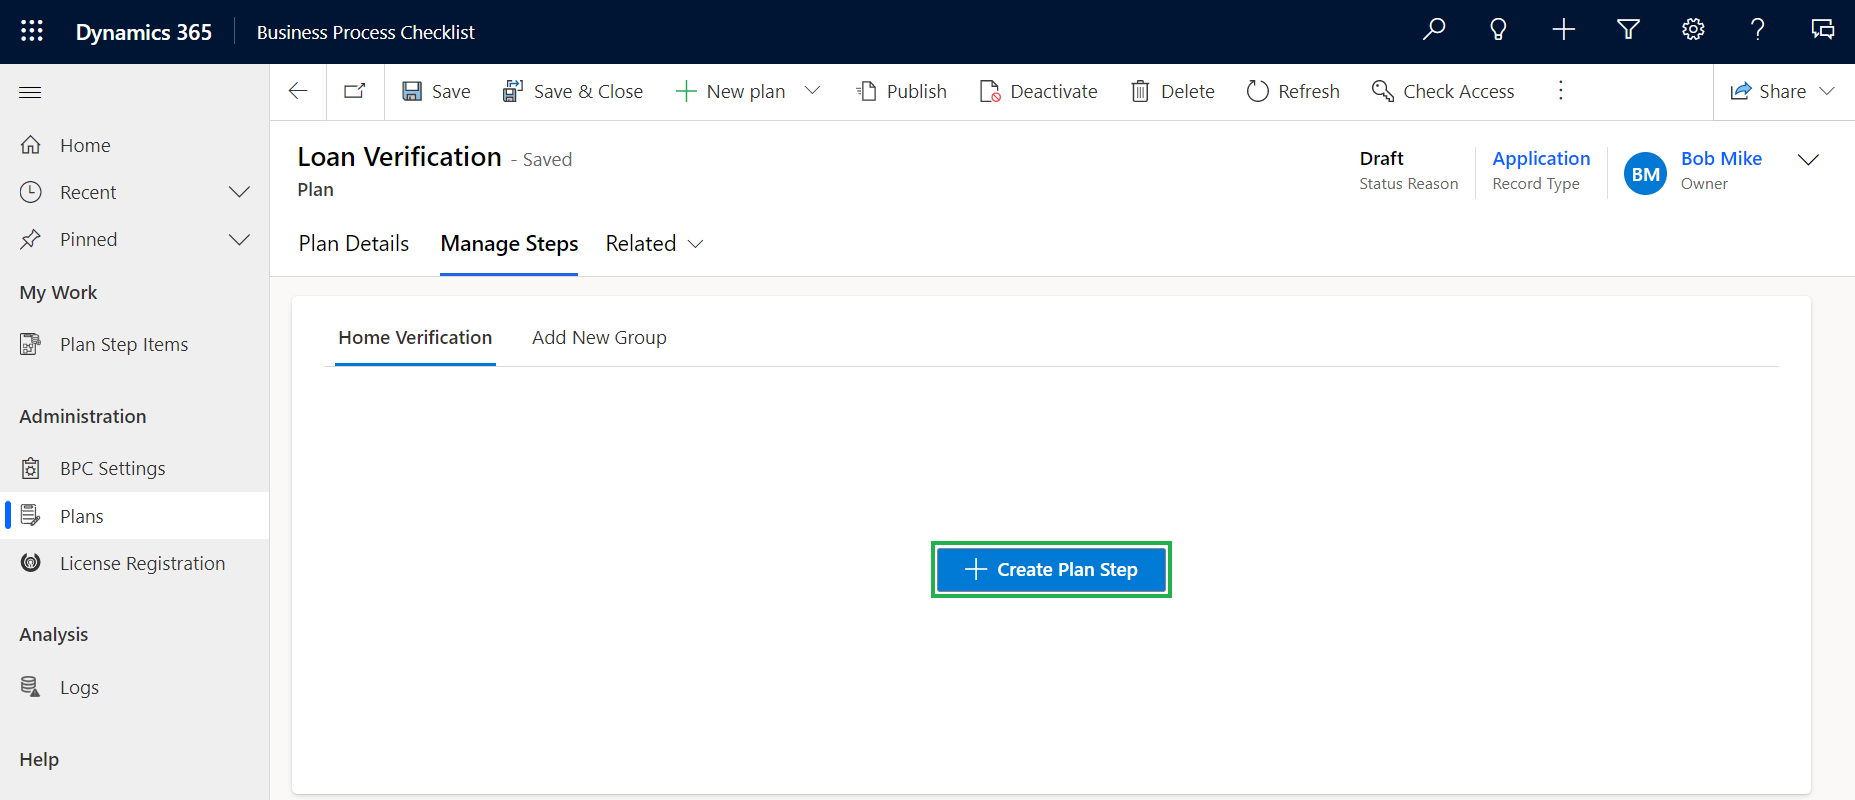 Dynamics 365
Business Process Checklist
Save
Save & Close
New plan
Publish
Deactivate
Delete
Refresh
Check Access
Share
Home
Recent
Pinned
My Work
Plan Step Items
Administration
BPC Settings
Plans
License Registration
Analysis
Logs
Help
Loan Verification - Saved
Plan
Draft
Status Reason
Application
Record Type
BM
Bob Mike
Owner
Plan Details
Manage Steps
Related
Home Verification
Add New Group
Create Plan Step